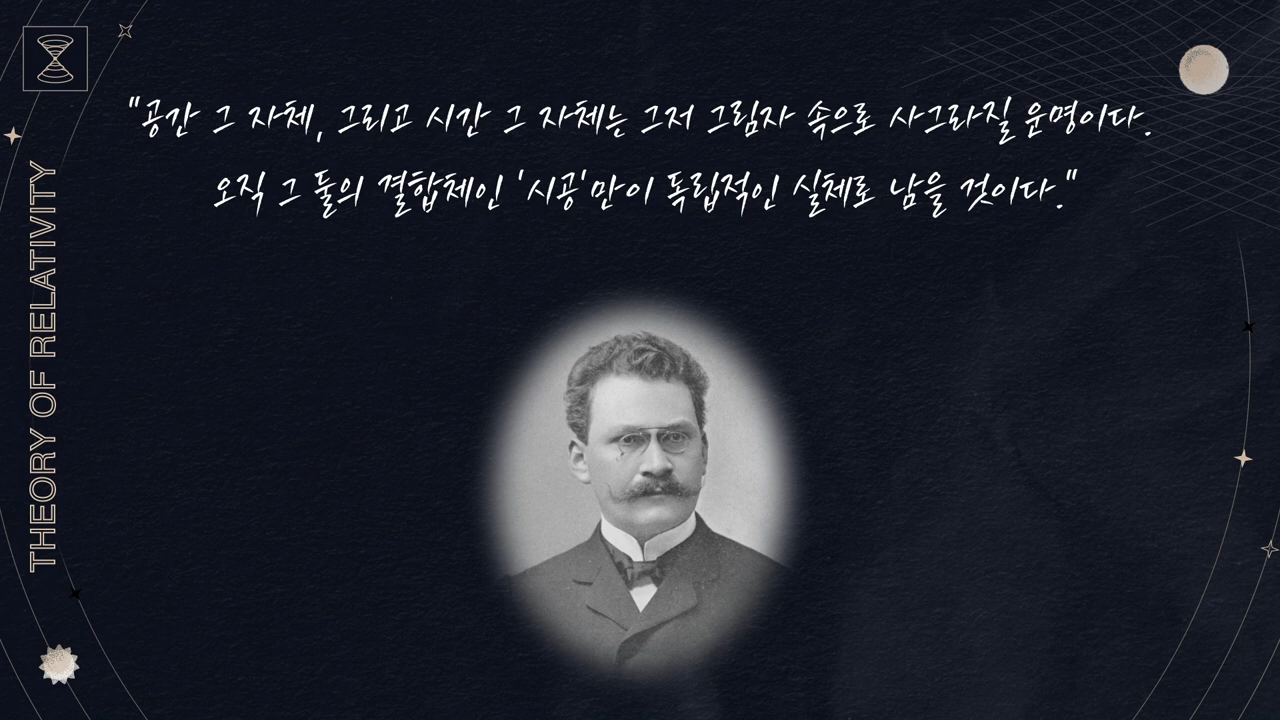 "공간 그 자체, 그리고 시간 그 자체는 그저 그림자 속으로 사그라질 운명이다.
오직 그 둘의 결합체인 '시공'만이 독립적인 실체로 남을 것이다."
THEORY OF RELATIVITY